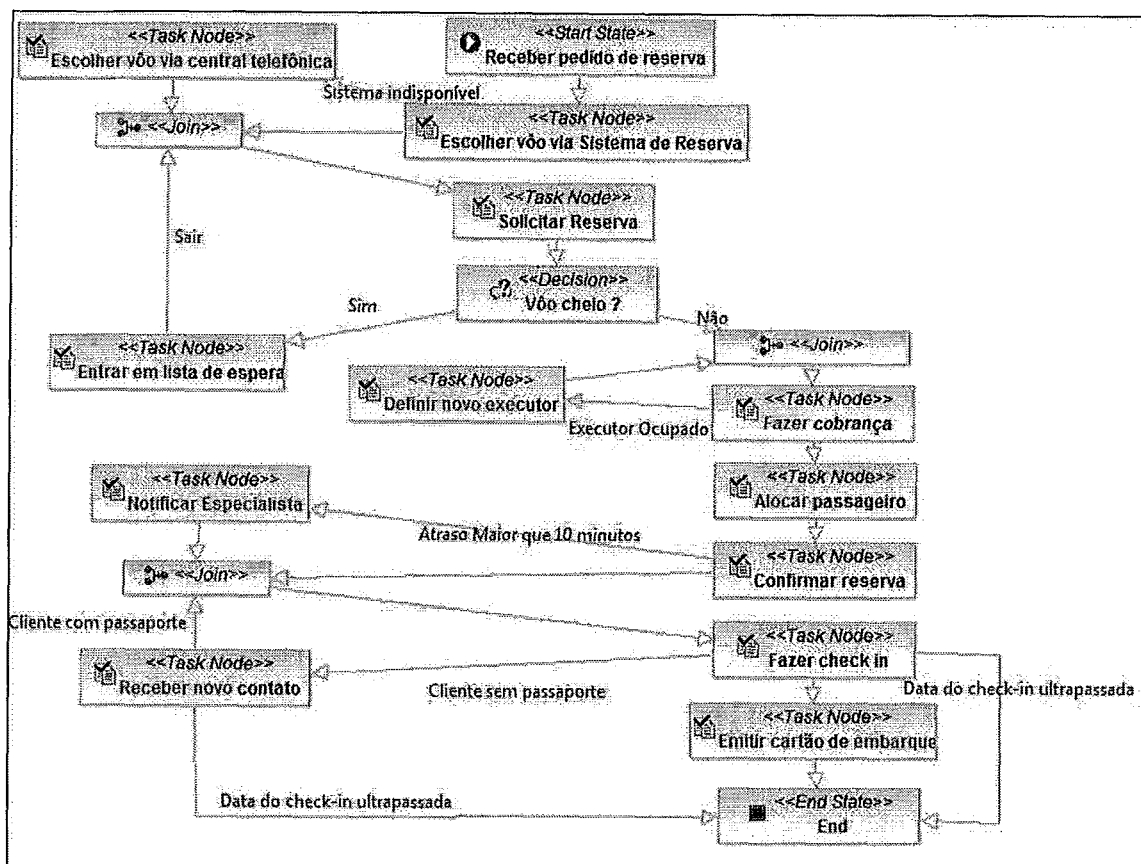 <<Task Node>>
Escolher vôo via central telefônica
<<Start State>>
Receber pedido de reserva
Sistema indisponível
<<Join>>
<<Task Node>>
Escolher vôo via Sistema de Reserva
<<Task Node>>
Solicitar Reserva
Sair
<<Decision>>
Vôo cheio ?
Sim
Não
<<Task Node>>
Entrar em lista de espera
<<Join>>
<<Task Node>>
Definir novo executor
<<Task Node>>
Fazer cobrança
Executor Ocupado
<<Task Node>>
Notificar Especialista
<<Task Node>>
Alocar passageiro
Atraso Maior que 10 minutos
<<Join>>
<<Task Node>>
Confirmar reserva
Cliente com passaporte
<<Task Node>>
Fazer check in
<<Task Node>>
Receber novo contato
Cliente sem passaporte
Data do check-in ultrapassada
<<Task Node>>
Emitir cartão de embarque
Data do check-in ultrapassada
<<End State>>
End